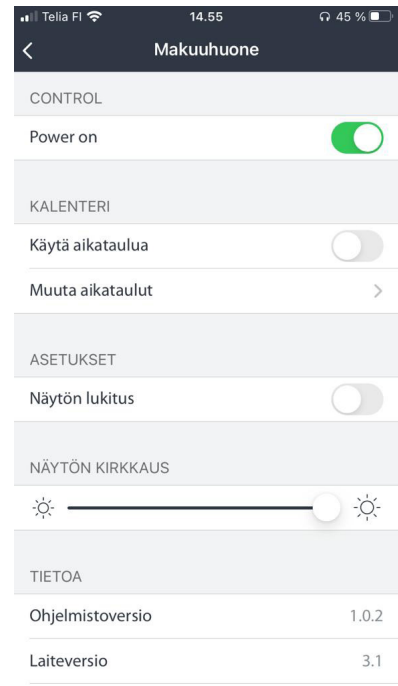 Telia FI 14.55 45 %
Makuuhuone
CONTROL
Power on
KALENTERI
Käytä aikataulua
Muuta aikataulut
ASETUKSET
Näytön lukitus
NÄYTÖN KIRKKAUS
TIETOA
Ohjelmistoversio 1.0.2
Laiteversio 3.1